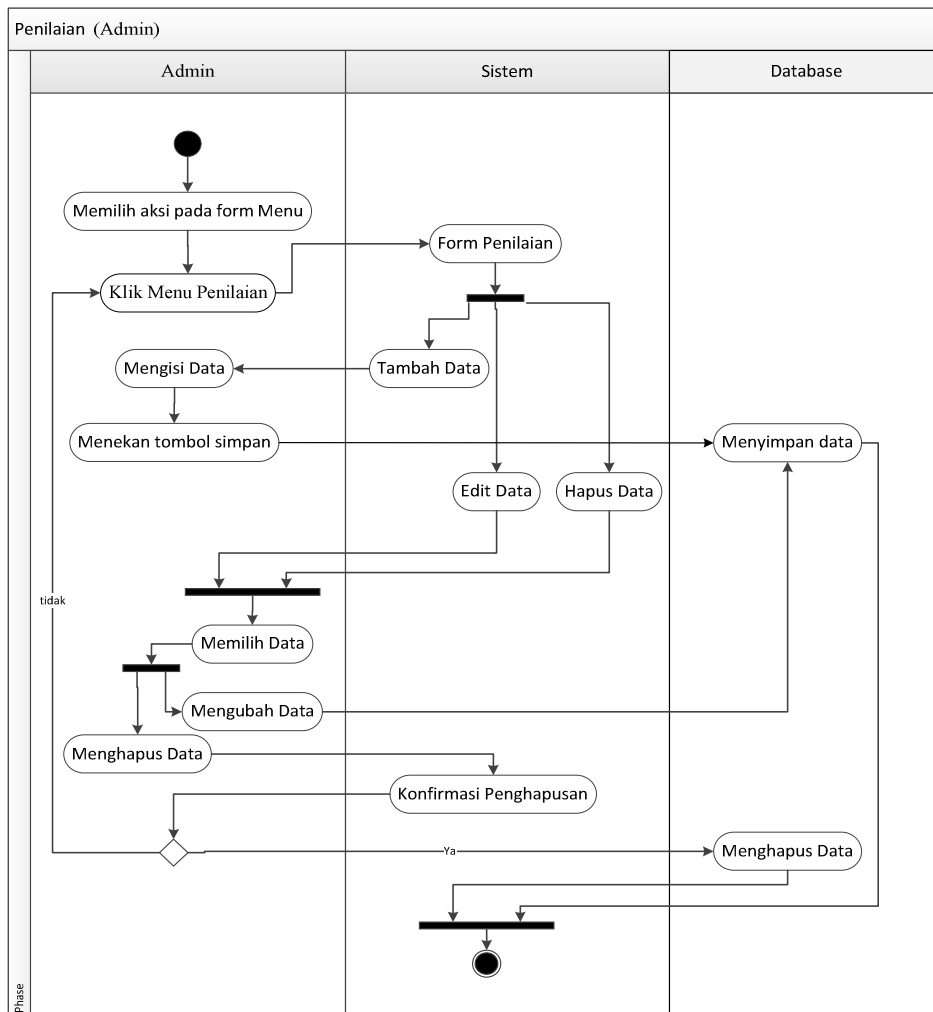 Penilaian (Admin)
Admin
Sistem
Database
Memilih aksi pada form Menu
Form Penilaian
Klik Menu Penilaian
Mengisi Data
Tambah Data
Menekan tombol simpan
Menyimpan data
Edit Data
Hapus Data
tidak
Memilih Data
Mengubah Data
Menghapus Data
Konfirmasi Penghapusan
Ya
Menghapus Data
Phase